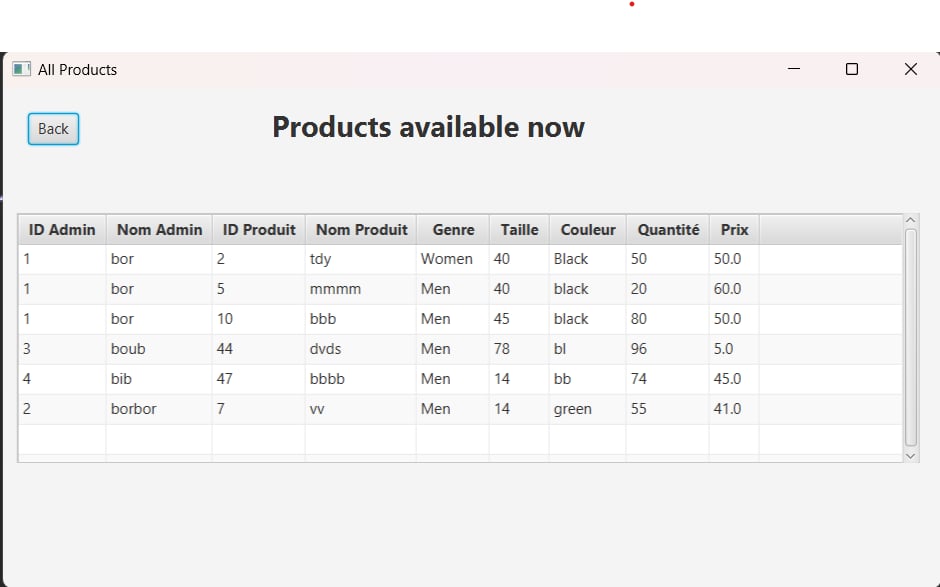 All Products
Back
Products available now
ID Admin Nom Admin ID Produit Nom Produit Genre Taille Couleur Quantité Prix
1 bor 2 tdy Women 40 Black 50 50.0
1 bor 5 mmmm Men 40 black 20 60.0
1 bor 10 bbb Men 45 black 80 50.0
3 boub 44 dvds Men 78 bl 96 5.0
4 bib 47 bbbb Men 14 bb 74 45.0
2 borbor 7 vv Men 14 green 55 41.0